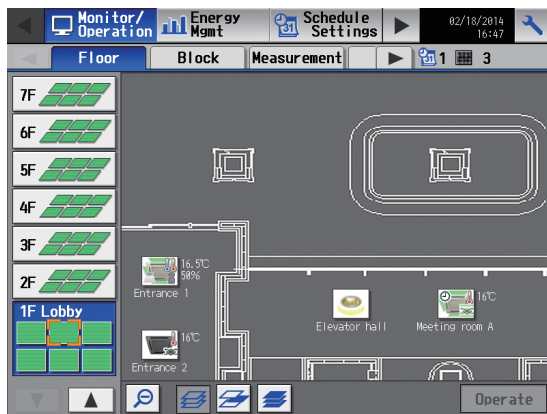 Monitor/
Operation
Energy
Mgmt
31
Schedule
Settings
02/18/2014
16:47
Floor
Block
Measurement
31
1
3
7F
6F
5F
4F
3F
2F
1F Lobby
16.5℃
50%
Entrance 1
16℃
Entrance 2
Elevator hall
16℃
Meeting room A
Operate